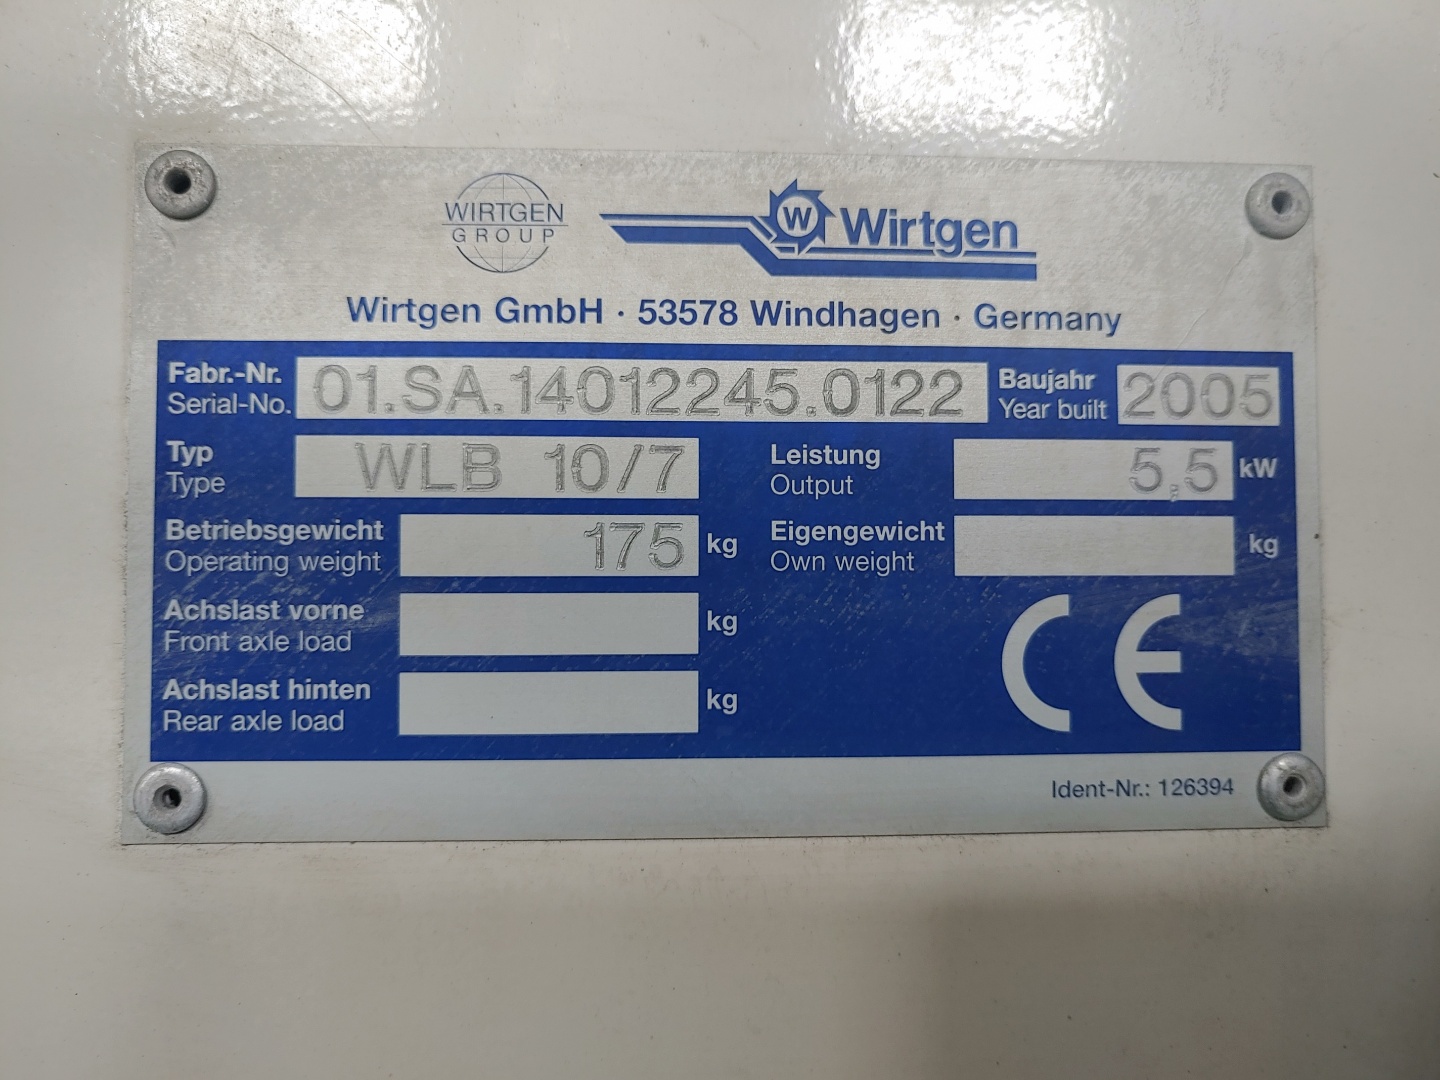 WIRTGEN
GROUP
W Wirtgen
Wirtgen GmbH · 53578 Windhagen · Germany
Fabr.-Nr.
Serial-No.
01.SA.14012245.0122
Baujahr
Year built
2005
Typ
Type
WLB 10/7
Leistung
Output
5,5 kW
Betriebsgewicht
Operating weight
175 kg
Eigengewicht
Own weight
kg
Achslast vorne
Front axle load
kg
Achslast hinten
Rear axle load
kg
CE
Ident-Nr.: 126394